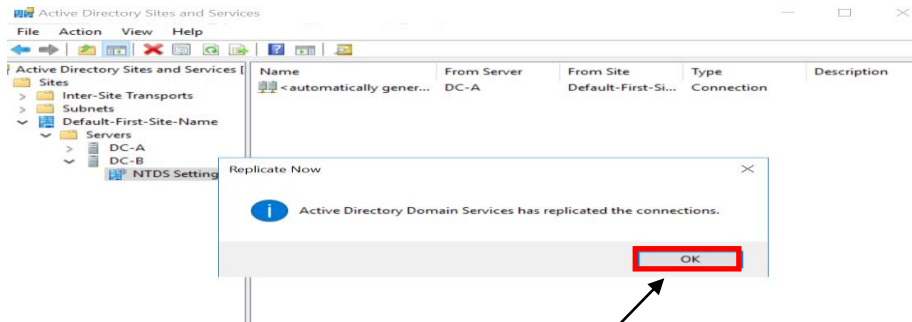 Active Directory Sites and Services
File Action View Help
Active Directory Sites and Services [
Name From Server From Site Type Description
Sites
<automatically gener... DC-A Default-First-Si... Connection
Inter-Site Transports
Subnets
Default-First-Site-Name
Servers
DC-A
DC-B
NTDS Setting
Replicate Now
Active Directory Domain Services has replicated the connections.
OK